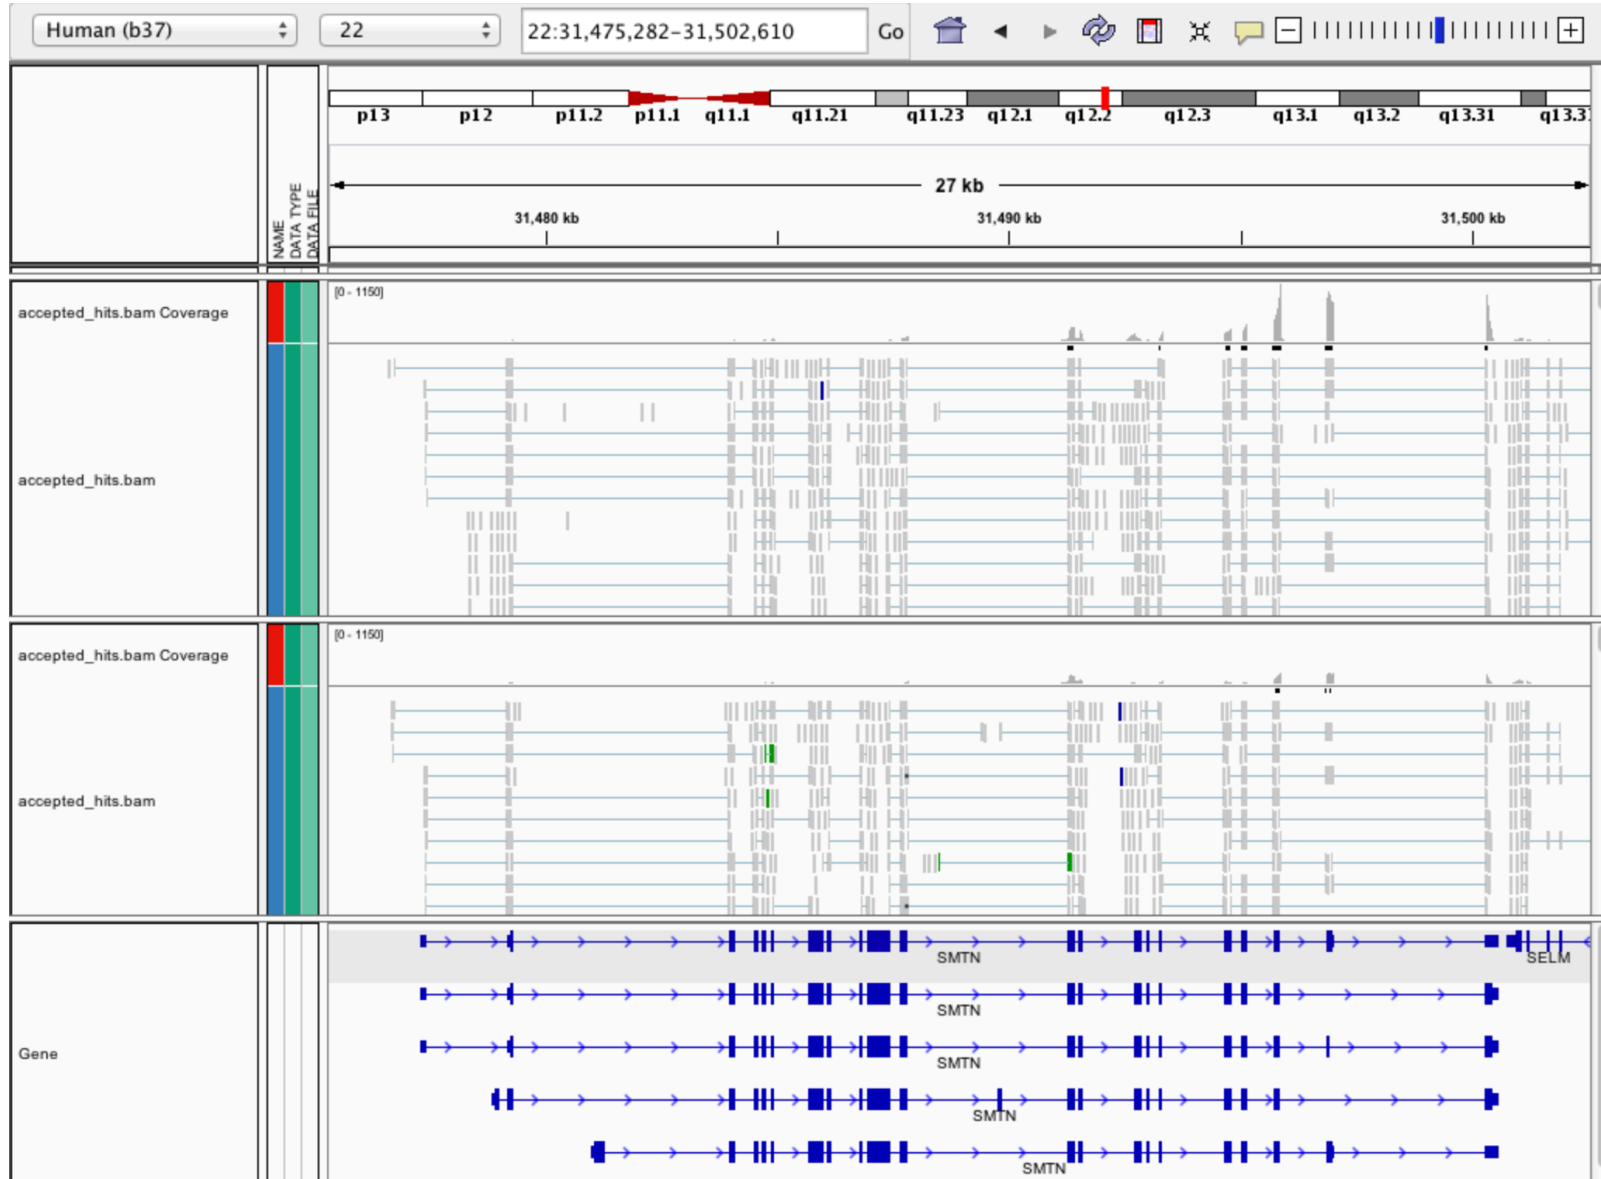 Human (b37) 22 22:31,475,282-31,502,610 Go
p13 p12 p11.2 p11.1 q11.1 q11.21 q11.23 q12.1 q12.2 q12.3 q13.1 q13.2 q13.31 q13.3
27 kb
31,480 kb 31,490 kb 31,500 kb
NAME
DATA TYPE
DATA FILE
[0 - 1150]
accepted_hits.bam Coverage
accepted_hits.bam
[0 - 1150]
accepted_hits.bam Coverage
accepted_hits.bam
SMTN SELM
SMTN
Gene
SMTN
SMTN
SMTN